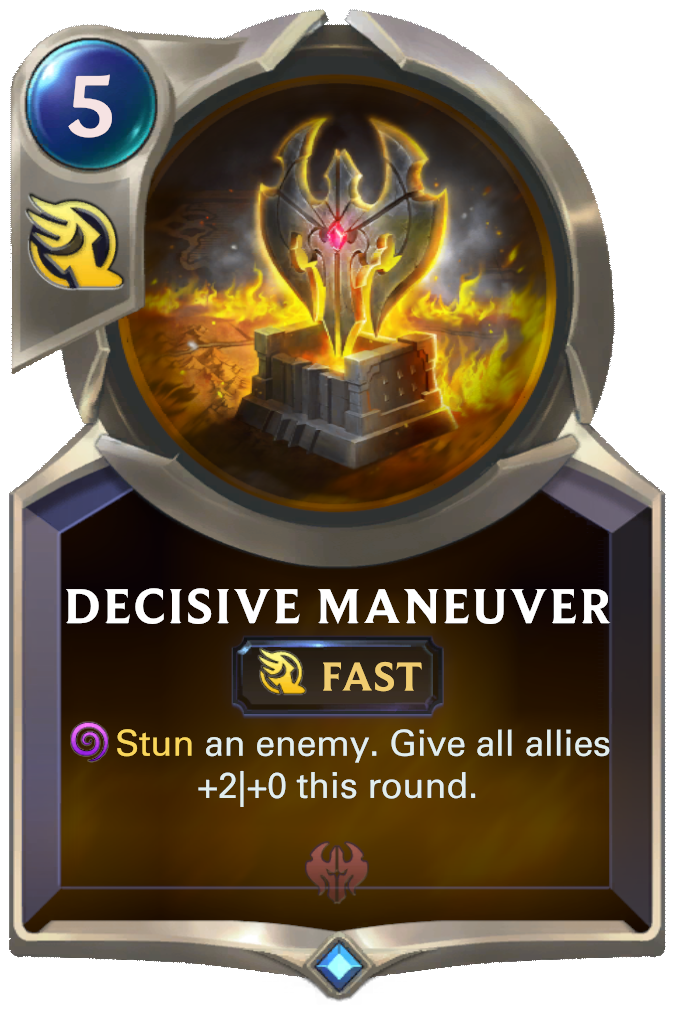 5
DECISIVE MANEUVER
FAST
Stun an enemy. Give all allies
+2|+0 this round.